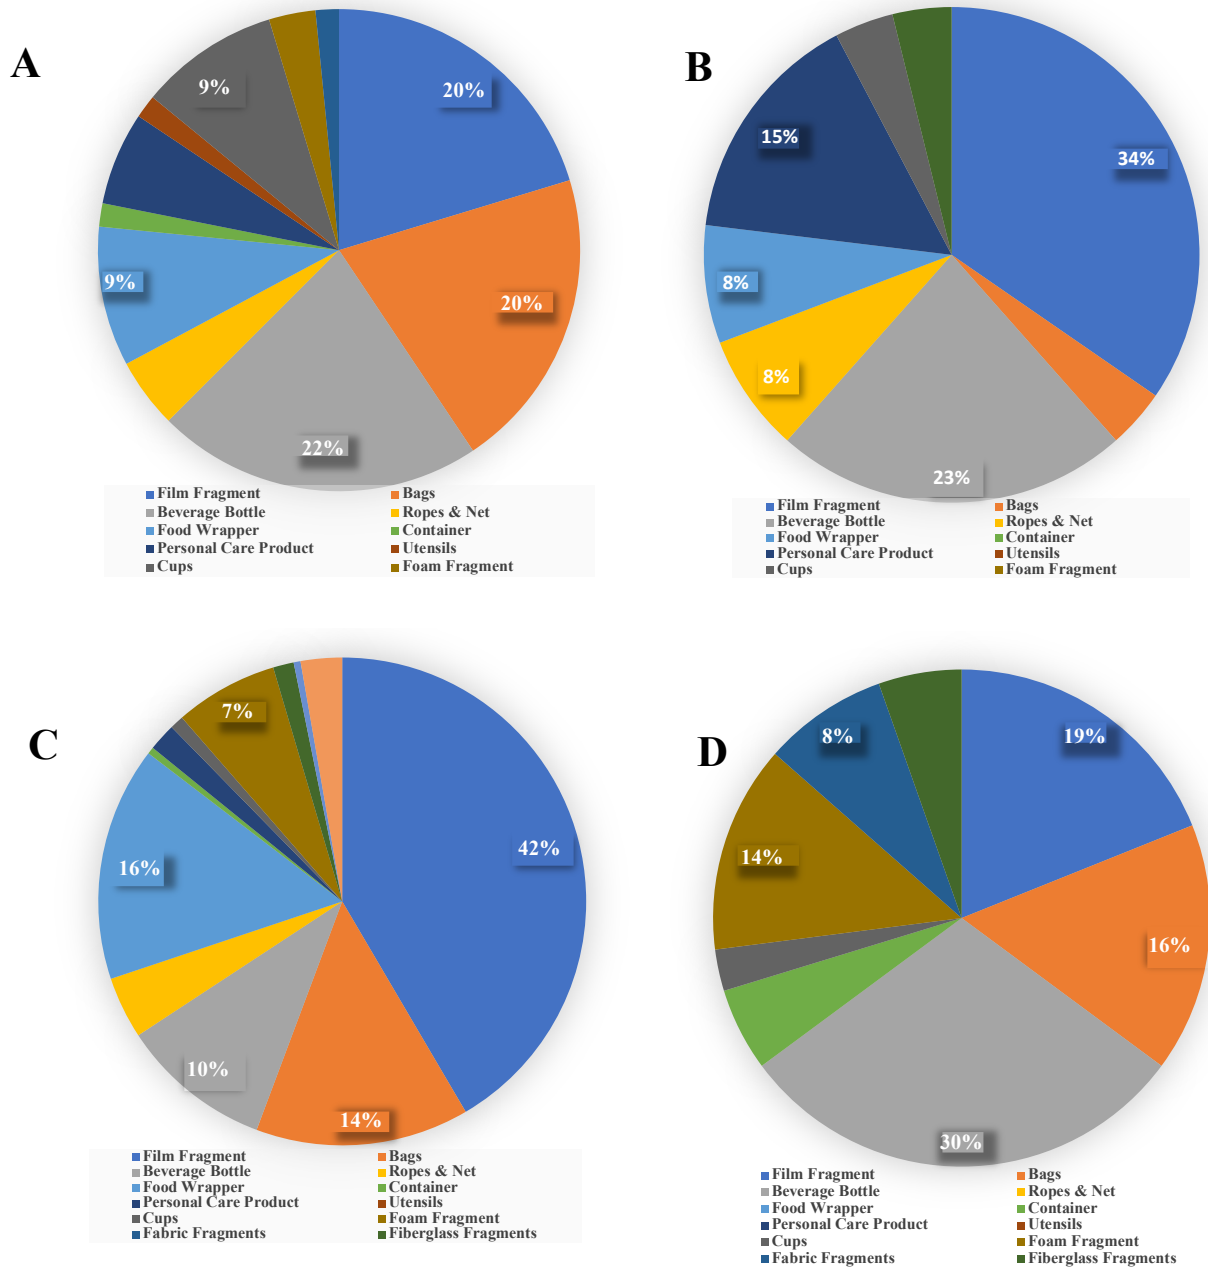 A
9%
20%
20%
9%
22%
Film Fragment Bags
Beverage Bottle Ropes & Net
Food Wrapper Container
Personal Care Product Utensils
Cups Foam Fragment
B
15%
34%
8%
8%
23%
Film Fragment Bags
Beverage Bottle Ropes & Net
Food Wrapper Container
Personal Care Product Utensils
Cups Foam Fragment
C
7%
42%
16%
10%
14%
Film Fragment Bags
Beverage Bottle Ropes & Net
Food Wrapper Container
Personal Care Product Utensils
Cups Foam Fragment
Fabric Fragments Fiberglass Fragments
D
8%
19%
14%
16%
30%
Film Fragment Bags
Beverage Bottle Ropes & Net
Food Wrapper Container
Personal Care Product Utensils
Cups Foam Fragment
Fabric Fragments Fiberglass Fragments